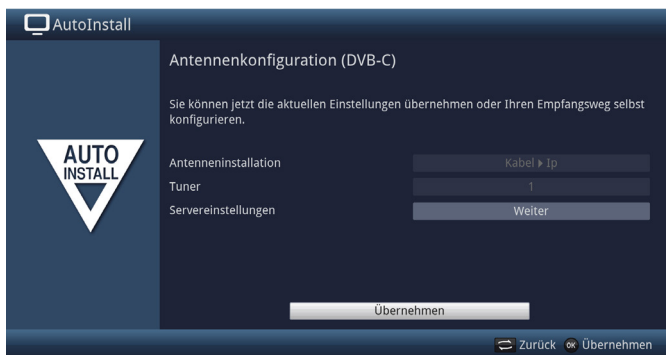 AutoInstall
Antennenkonfiguration (DVB-C)
Sie können jetzt die aktuellen Einstellungen übernehmen oder Ihren Empfangsweg selbst
konfigurieren.
AUTO
INSTALL
Antenneninstallation Kabel ▸ Ip
Tuner 1
Servereinstellungen Weiter
Übernehmen
Zurück OK Übernehmen